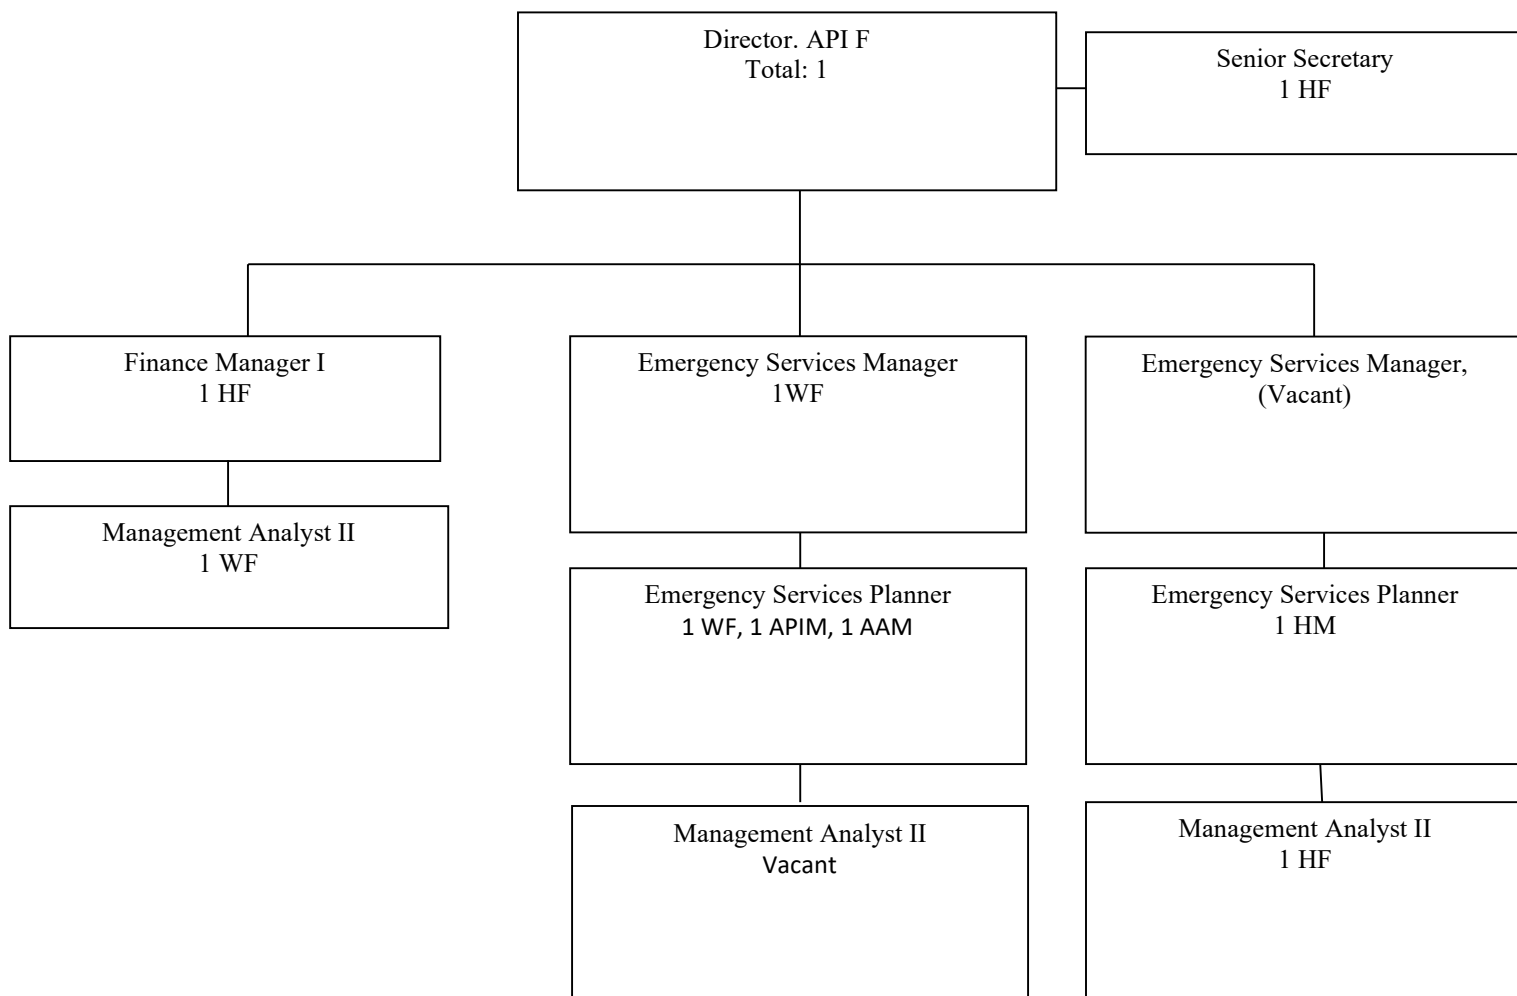 Director. API F
Total: 1
Senior Secretary
1 HF
Finance Manager I
1 HF
Emergency Services Manager
1WF
Emergency Services Manager,
(Vacant)
Management Analyst II
1 WF
Emergency Services Planner
1 WF, 1 APIM, 1 AAM
Emergency Services Planner
1 HM
Management Analyst II
Vacant
Management Analyst II
1 HF